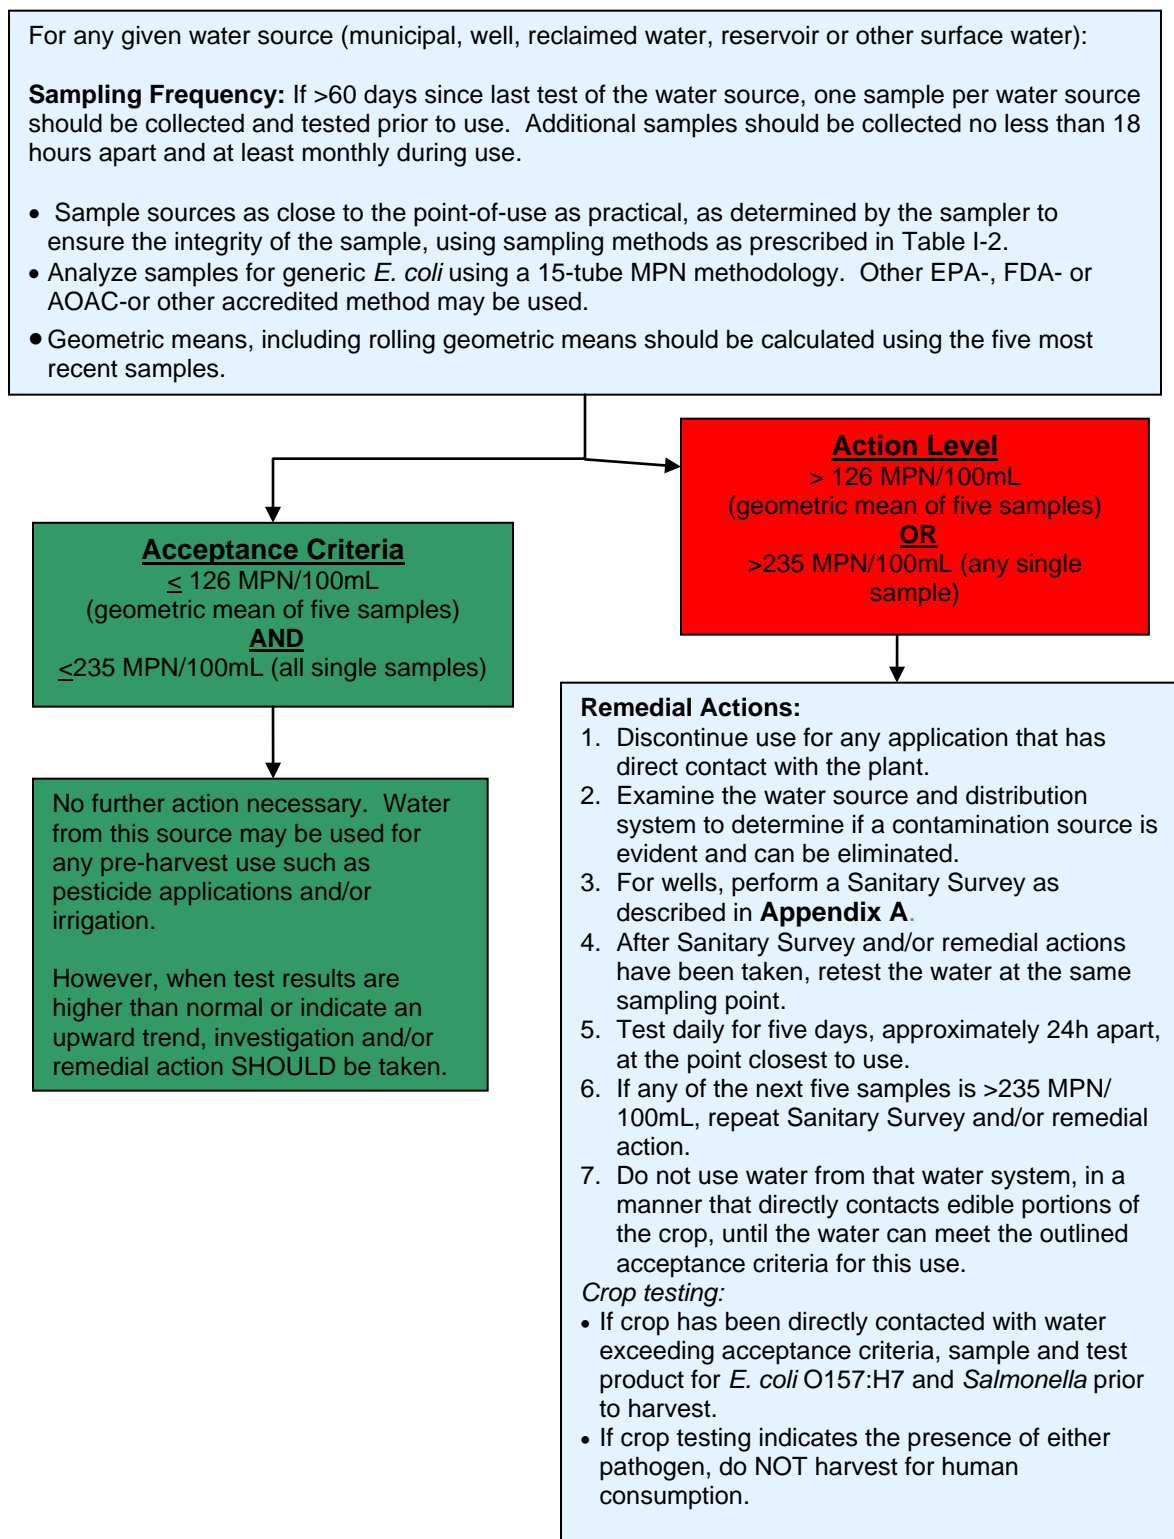 For any given water source (municipal, well, reclaimed water, reservoir or other surface water):
Sampling Frequency: If >60 days since last test of the water source, one sample per water source
should be collected and tested prior to use.  Additional samples should be collected no less than 18
hours apart and at least monthly during use.
•  Sample sources as close to the point-of-use as practical, as determined by the sampler to
ensure the integrity of the sample, using sampling methods as prescribed in Table I-2.
• Analyze samples for generic E. coli using a 15-tube MPN methodology.  Other EPA-, FDA- or
AOAC-or other accredited method may be used.
• Geometric means, including rolling geometric means should be calculated using the five most
recent samples.
Acceptance Criteria
≤ 126 MPN/100mL
(geometric mean of five samples)
AND
≤235 MPN/100mL (all single samples)
No further action necessary.  Water
from this source may be used for
any pre-harvest use such as
pesticide applications and/or
irrigation.
However, when test results are
higher than normal or indicate an
upward trend, investigation and/or
remedial action SHOULD be taken.
Action Level
> 126 MPN/100mL
(geometric mean of five samples)
OR
>235 MPN/100mL (any single
sample)
Remedial Actions:
1. Discontinue use for any application that has
direct contact with the plant.
2. Examine the water source and distribution
system to determine if a contamination source is
evident and can be eliminated.
3. For wells, perform a Sanitary Survey as
described in Appendix A.
4. After Sanitary Survey and/or remedial actions
have been taken, retest the water at the same
sampling point.
5. Test daily for five days, approximately 24h apart,
at the point closest to use.
6. If any of the next five samples is >235 MPN/
100mL, repeat Sanitary Survey and/or remedial
action.
7. Do not use water from that water system, in a
manner that directly contacts edible portions of
the crop, until the water can meet the outlined
acceptance criteria for this use.
Crop testing:
• If crop has been directly contacted with water
exceeding acceptance criteria, sample and test
product for E. coli O157:H7 and Salmonella prior
to harvest.
• If crop testing indicates the presence of either
pathogen, do NOT harvest for human
consumption.